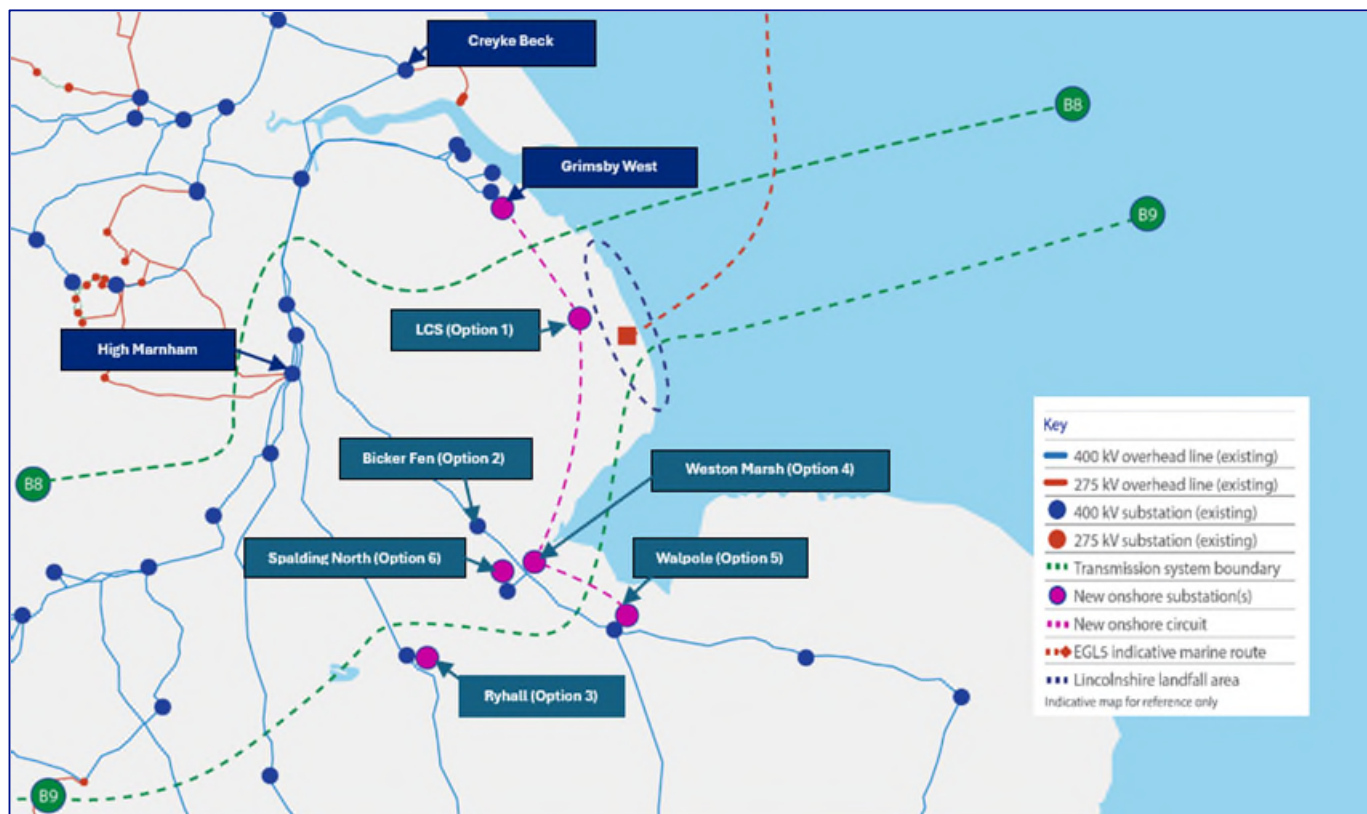 Creyke Beck
B8
Grimsby West
B9
LCS (Option 1)
High Marnham
Key
400 kV overhead line (existing)
275 kV overhead line (existing)
400 kV substation (existing)
275 kV substation (existing)
Transmission system boundary
New onshore substation(s)
New onshore circuit
EGL5 indicative marine route
Lincolnshire landfall area
Indicative map for reference only
Bicker Fen (Option 2)
Weston Marsh (Option 4)
B8
Spalding North (Option 6)
Walpole (Option 5)
Ryhall (Option 3)
B9